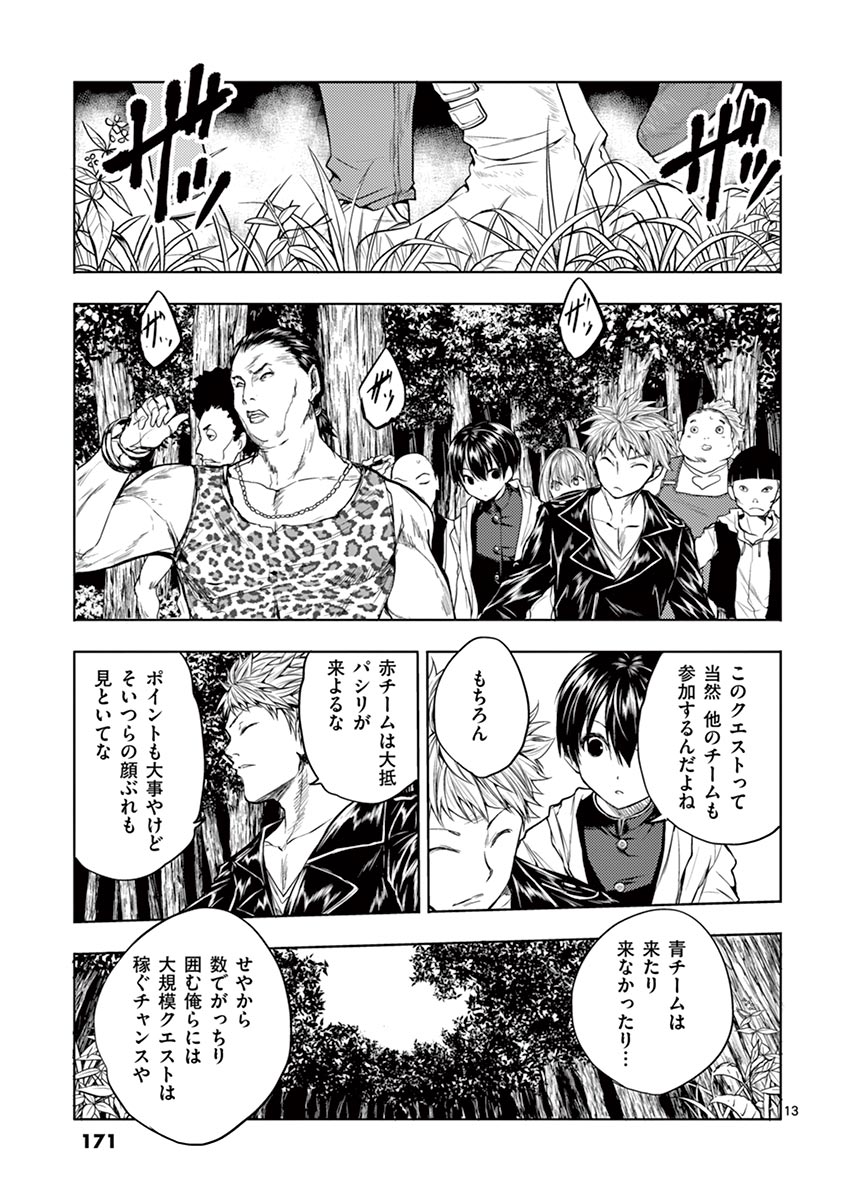 ザッ
ザザッ
ザッ
ザッ
ザッ
このクエストって
当然 他のチームも
参加するんだよね
もちろん
赤チームは大抵
パシリが
来よるな
ポイントも大事やけど
そいつらの顔ぶれも
見といてな
青チームは
来たり
来なかったり…
せやから
数でがっちり
囲む俺らには
大規模クエストは
稼ぐチャンスや
13
171